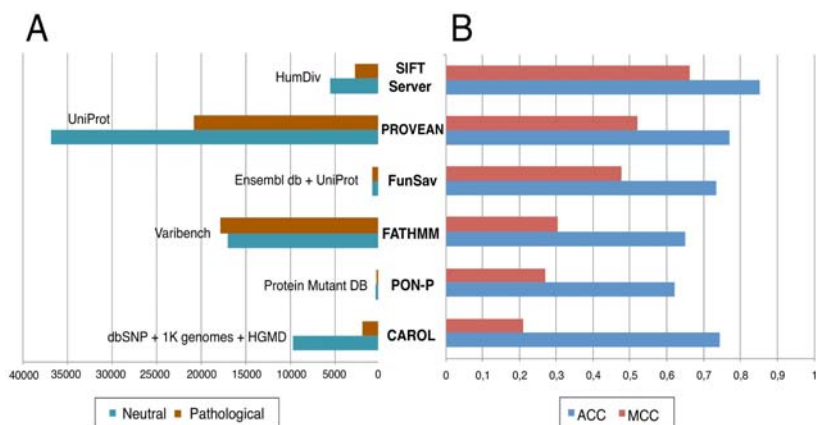 A
B
HumDiv
SIFT
Server
UniProt
PROVEAN
Ensembl db + UniProt
FunSav
Varibench
FATHMM
Protein Mutant DB
PON-P
dbSNP + 1K genomes + HGMD
CAROL
40000 35000 30000 25000 20000 15000 10000 5000 0
0 0,1 0,2 0,3 0,4 0,5 0,6 0,7 0,8 0,9 1
Neutral Pathological
ACC MCC